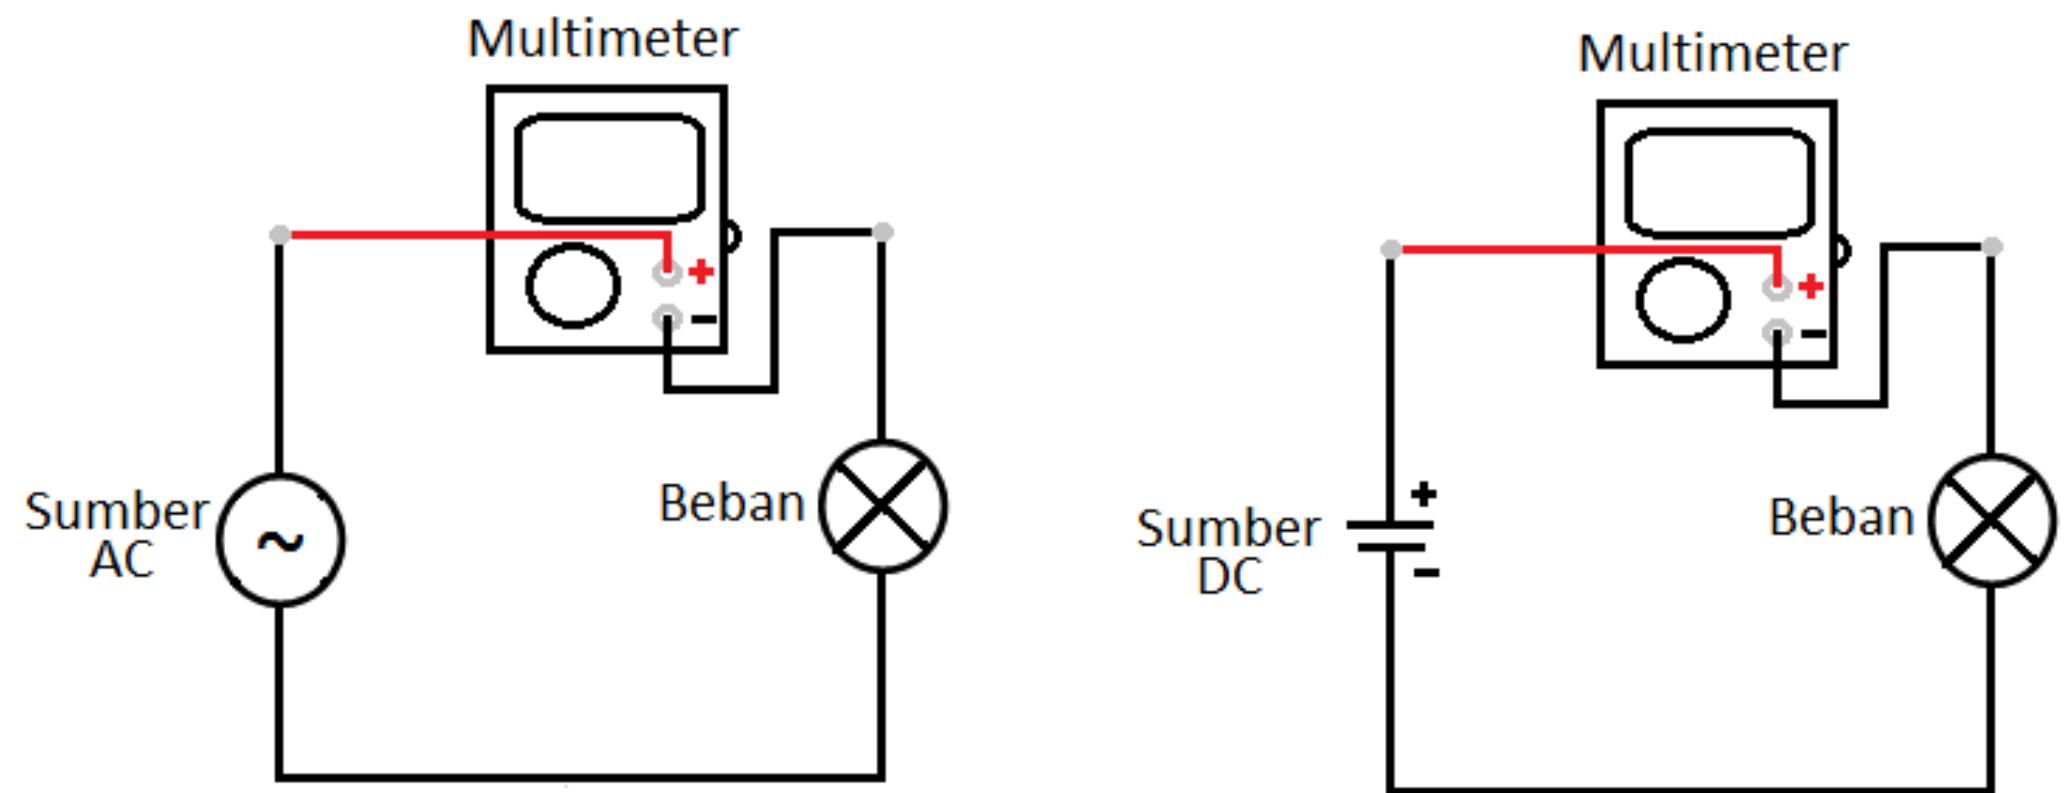 Multimeter
+
−
Sumber
AC
~
Beban
Multimeter
+
−
Sumber
DC
+
-
Beban